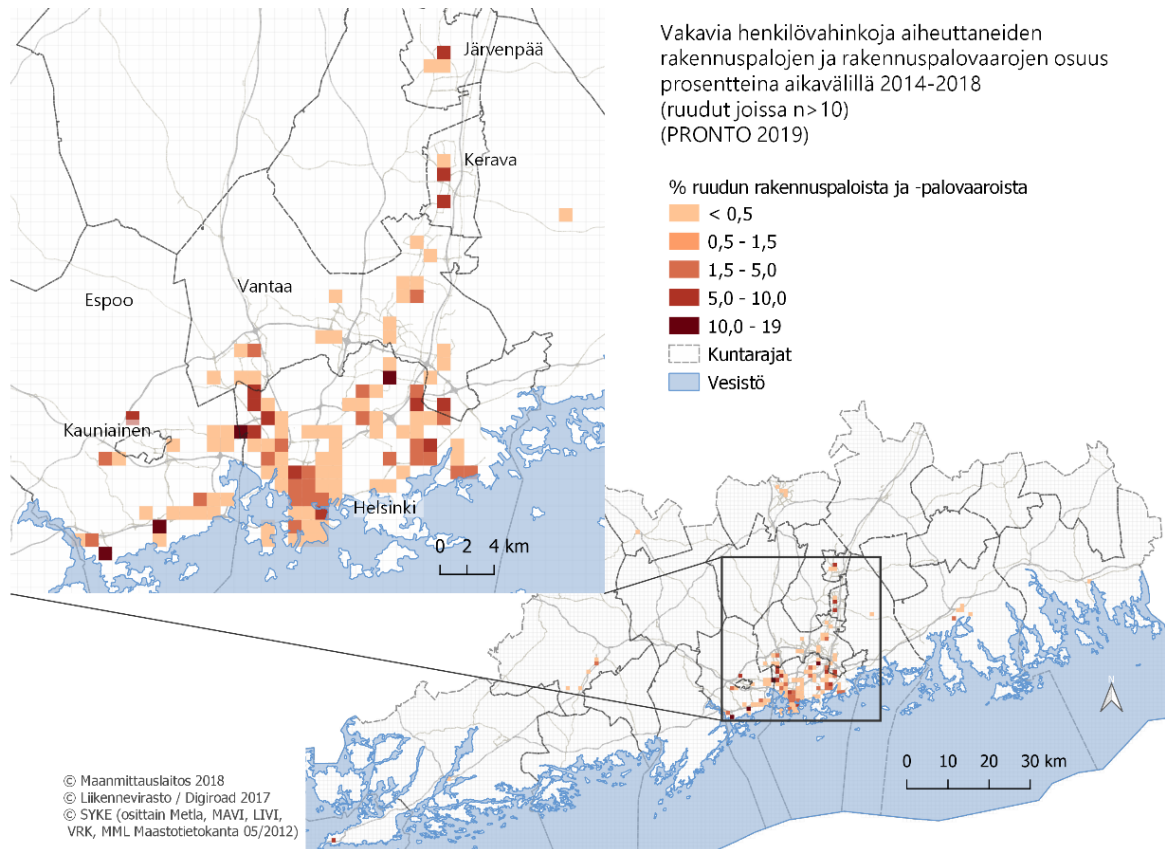 Vakavia henkilövahinkoja aiheuttaneiden
rakennuspalojen ja rakennuspalovaarojen osuus
prosentteina aikavälillä 2014-2018
(ruudut joissa n>10)
(PRONTO 2019)
% ruudun rakennuspaloista ja -palovaaroista
< 0,5
0,5 - 1,5
1,5 - 5,0
5,0 - 10,0
10,0 - 19
Kuntarajat
Vesistö
Järvenpää
Kerava
Vantaa
Espoo
Kauniainen
Helsinki
0 2 4 km
N
0 10 20 30 km
© Maanmittauslaitos 2018
© Liikennevirasto / Digiroad 2017
© SYKE (osittain Metla, MAVI, LIVI,
VRK, MML Maastotietokanta 05/2012)